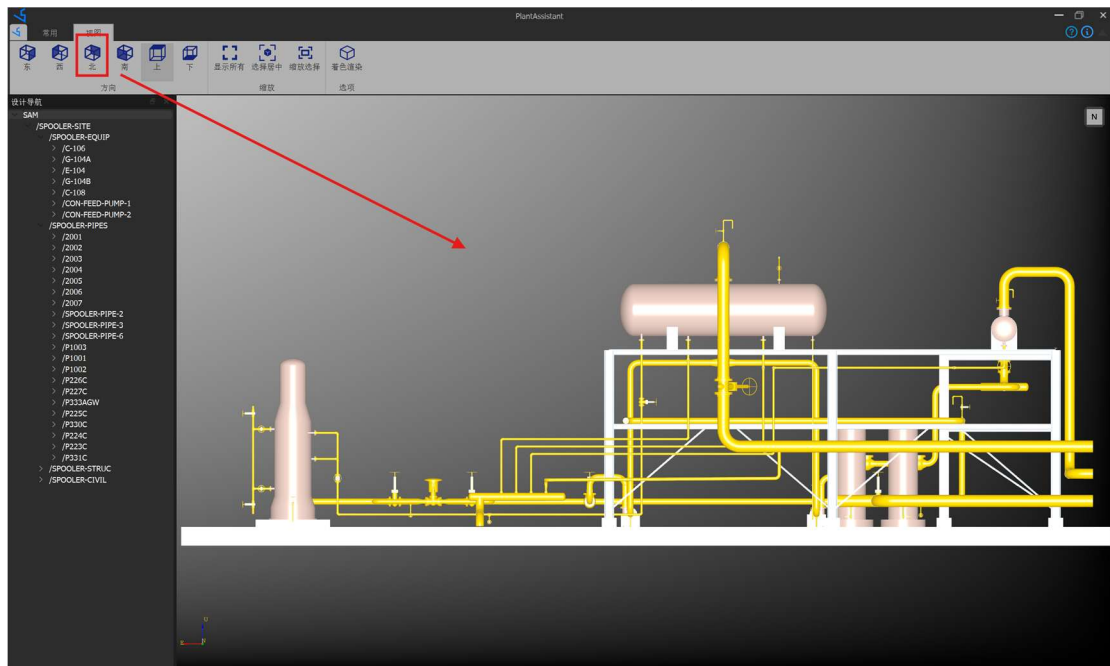 PlantAssistant
常用 视图
东 西 北 南 上 下 显示所有 选择居中 缩放选择 着色渲染
方向 缩放 选项
设计导航
SAM
/SPOOLER-SITE
/SPOOLER-EQUIP
/C-106
/G-104A
/E-104
/G-104B
/C-108
/CON-FEED-PUMP-1
/CON-FEED-PUMP-2
/SPOOLER-PIPES
/2001
/2002
/2003
/2004
/2005
/2006
/2007
/SPOOLER-PIPE-2
/SPOOLER-PIPE-3
/SPOOLER-PIPE-6
/P1003
/P1001
/P1002
/P226C
/P227C
/P333AGW
/P225C
/P330C
/P224C
/P223C
/P331C
/SPOOLER-STRUC
/SPOOLER-CIVIL
N
U
E N